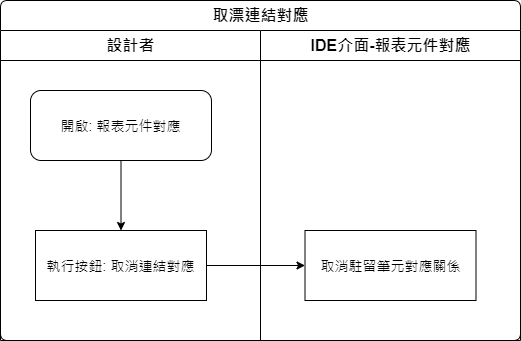 取漂連結對應
設計者
IDE介面-報表元件對應
開啟: 報表元件對應
執行按鈕: 取消連結對應
取消駐留筆元對應關係